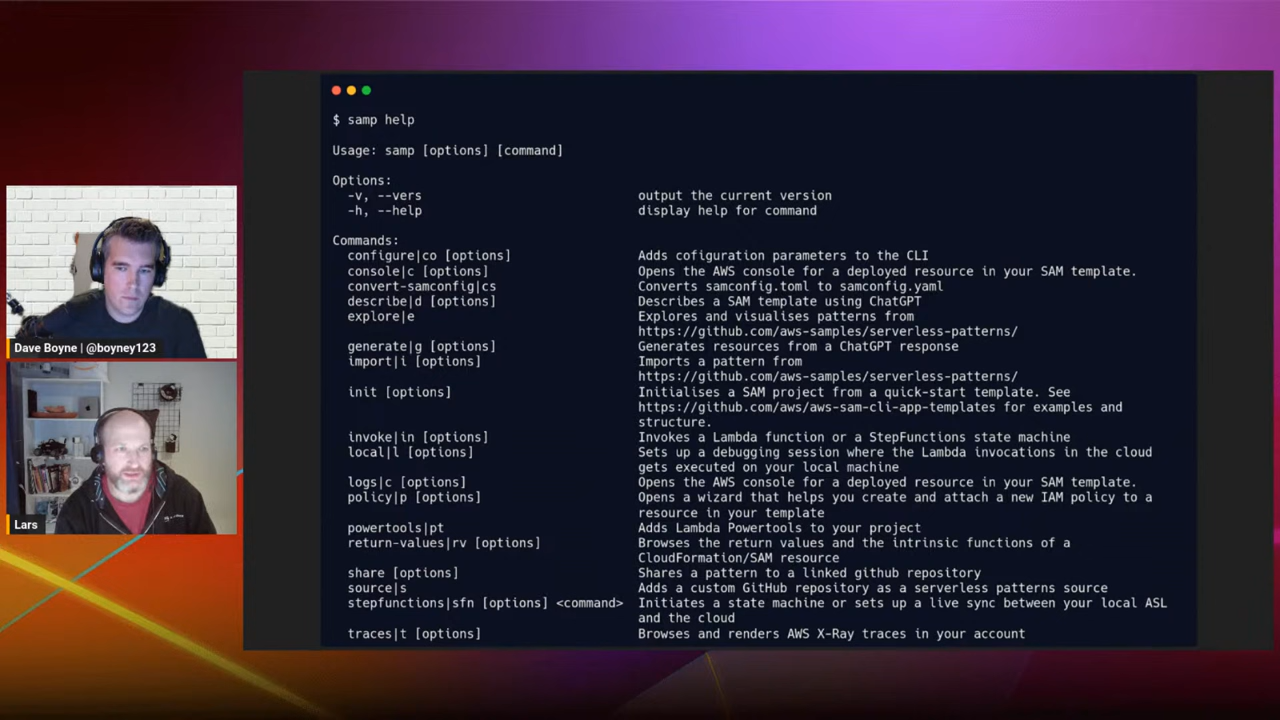 $ samp help
Usage: samp [options] [command]
Options:
-v, --vers output the current version
-h, --help display help for command
Commands:
configure|co [options] Adds cofiguration parameters to the CLI
console|c [options] Opens the AWS console for a deployed resource in your SAM template.
convert-samconfig|cs Converts samconfig.toml to samconfig.yaml
describe|d [options] Describes a SAM template using ChatGPT
explore|e Explores and visualises patterns from
https://github.com/aws-samples/serverless-patterns/
generate|g [options] Generates resources from a ChatGPT response
import|i [options] Imports a pattern from
https://github.com/aws-samples/serverless-patterns/
init [options] Initialises a SAM project from a quick-start template. See
https://github.com/aws/aws-sam-cli-app-templates for examples and
structure.
invoke|in [options] Invokes a Lambda function or a StepFunctions state machine
local|l [options] Sets up a debugging session where the Lambda invocations in the cloud
gets executed on your local machine
logs|c [options] Opens the AWS console for a deployed resource in your SAM template.
policy|p [options] Opens a wizard that helps you create and attach a new IAM policy to a
resource in your template
powertools|pt Adds Lambda Powertools to your project
return-values|rv [options] Browses the return values and the intrinsic functions of a
CloudFormation/SAM resource
share [options] Shares a pattern to a linked github repository
source|s Adds a custom GitHub repository as a serverless patterns source
stepfunctions|sfn [options] <command> Initiates a state machine or sets up a live sync between your local ASL
and the cloud
traces|t [options] Browses and renders AWS X-Ray traces in your account
Dave Boyne | @boyney123
Lars